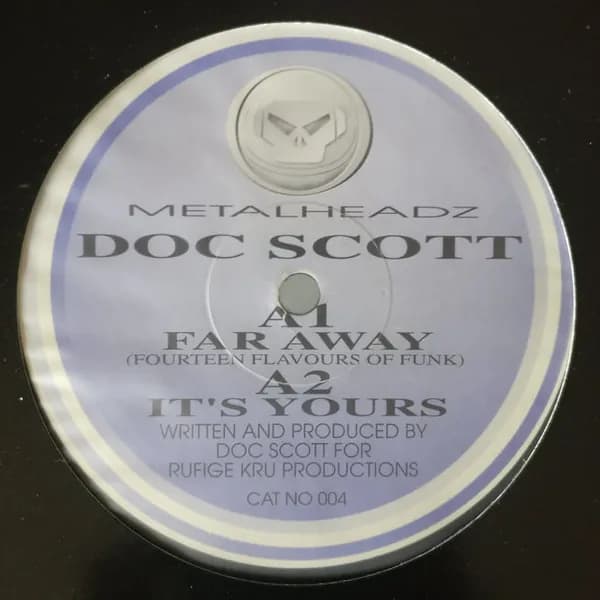 METALHEADZ
DOC SCOTT
A1
FAR AWAY
(FOURTEEN FLAVOURS OF FUNK)
A2
IT'S YOURS
WRITTEN AND PRODUCED BY
DOC SCOTT FOR
RUFIGE KRU PRODUCTIONS
CAT NO 004